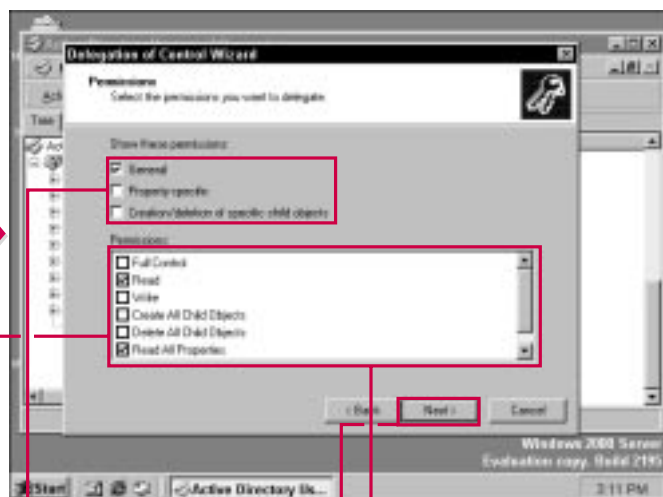 Delegation of Control Wizard
Permissions
Select the permissions you want to delegate.
Tree
Show these permissions:
General
Property-specific
Creation/deletion of specific child objects
Permissions:
Full Control
Read
Write
Create All Child Objects
Delete All Child Objects
Read All Properties
< Back
Next >
Cancel
Windows 2000 Server
Evaluation copy. Build 2195
Start
Active Directory Us...
3:11 PM